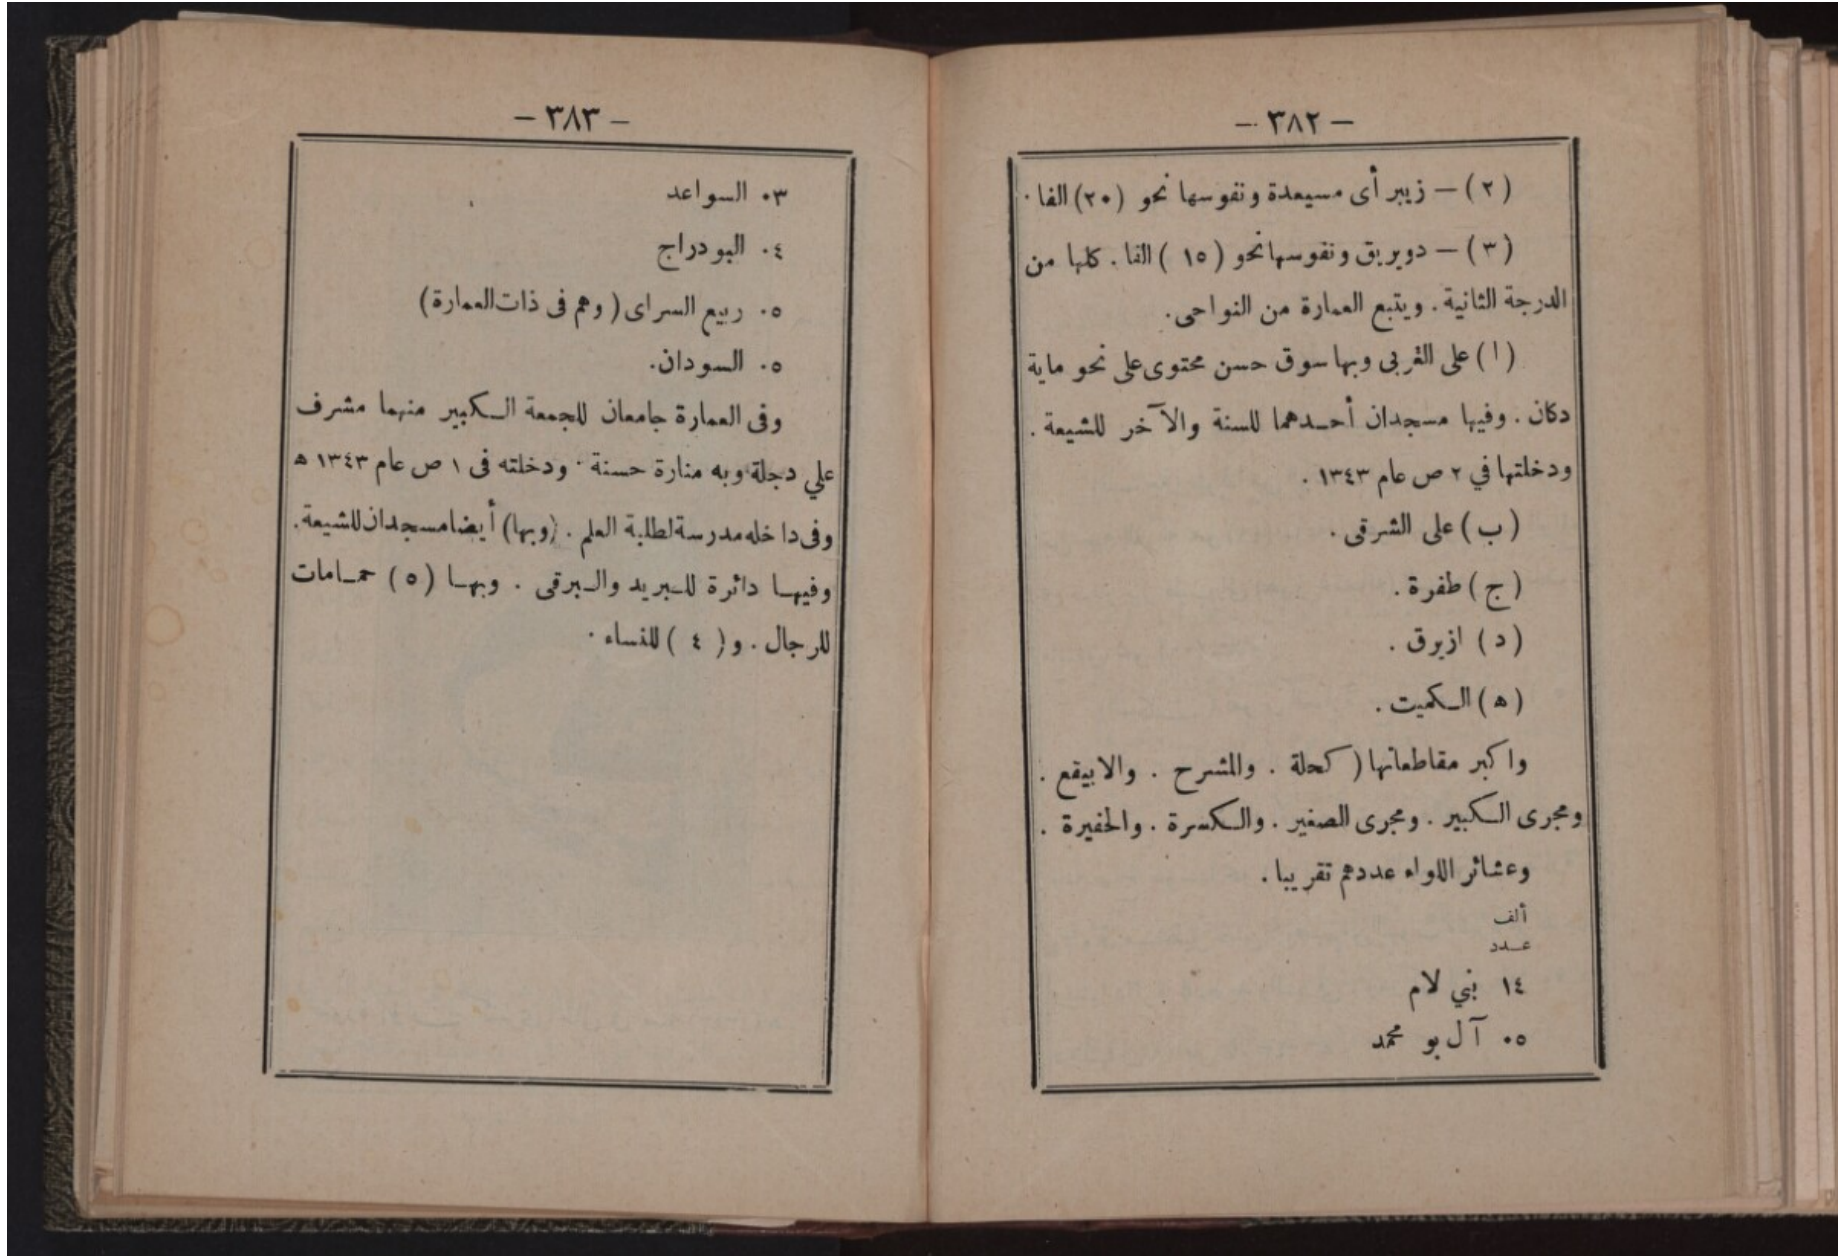 — ٣٨٢ —
(٢) — زيبر أى مسيعدة ونفوسها نحو (٢٠) الفا .
(٣) — دويريق ونفوسها نحو (١٥) الفا . كلها من
الدرجة الثانية . ويتبع العمارة من النواحى .
(ا) على الغربى وبها سوق حسن محتوى على نحو ماية
دكان . وفيها مسجدان أحدهما للسنة والآخر للشيعة .
ودخلتها في ٢ ص عام ١٣٤٣ .
(ب) على الشرقى .
(ج) طفرة .
(د) ازيرق .
(ه) الكميت .
واكبر مقاطعاتها ( كحلة . والمشرح . والابيقع .
ومجرى الكبير . ومجرى الصغير . والكسرة . والحفيرة .
وعشائر اللواء عددهم تقريبا .
ألف
عدد
١٤ بني لام
٠٥ آل بو محمد
— ٣٨٣ —
٠٣ السواعد
٠٤ البو دراج
٠٥ ربيع السراى ( وهم فى ذات العمارة )
٠٥ السودان .
وفى العمارة جامعان للجمعة الكبير منهما مشرف
علي دجلة وبه منارة حسنة . ودخلته فى ١ ص عام ١٣٤٣ ه
وفى داخله مدرسة لطلبة العلم . (وبها) أيضا مسجدان للشيعة .
وفيها دائرة للبريد والبرقى . وبها (٥) حمامات
للرجال . و( ٤ ) للنساء .